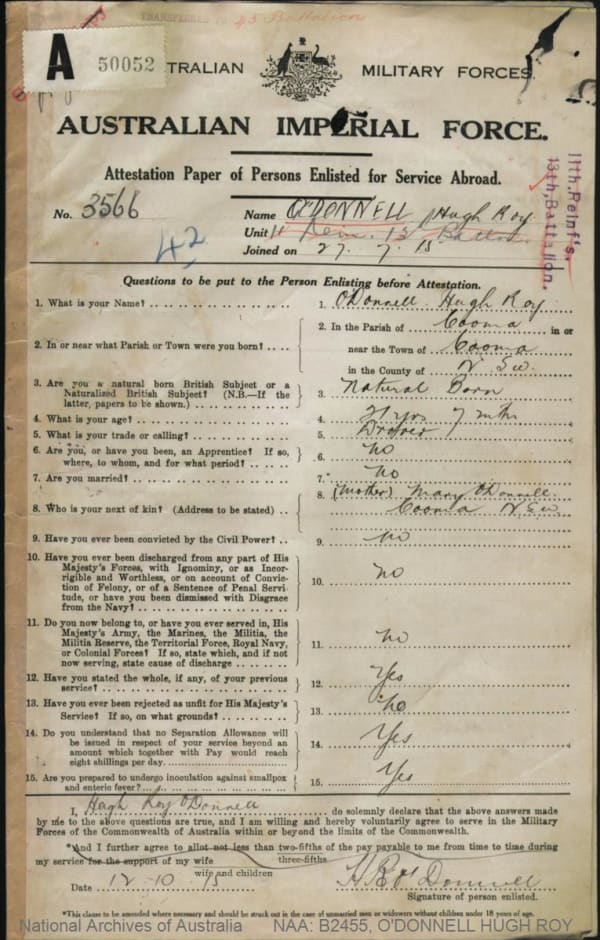 TRANSFERRED TO 45 Battalion
A 50052
TRALIAN MILITARY FORCES.
AUSTRALIAN IMPERIAL FORCE.
Attestation Paper of Persons Enlisted for Service Abroad.
11th. Reinf's.
13th. Battalion.
No. 3566
Name O'DONNELL Hugh Roy
42
Unit 11 Rein. 13 Battn.
Joined on 27. 7. 15
Questions to be put to the Person Enlisting before Attestation.
1. What is your Name? 1. O'Donnell Hugh Roy
2. In or near what Parish or Town were you born? 2. In the Parish of Cooma in or
near the Town of Cooma
in the County of N. S. W.
3. Are you a natural born British Subject or a
Naturalized British Subject? (N.B.—If the
latter, papers to be shown.) 3. Natural Born
4. What is your age? 4. 21 yrs 7 mths
5. What is your trade or calling? 5. Drover
6. Are you, or have you been, an Apprentice? If so,
where, to whom, and for what period? 6. no
7. Are you married? 7. no
8. Who is your next of kin? (Address to be stated) 8. (Mother) Mary O'Donnell
Cooma N.S.W.
9. Have you ever been convicted by the Civil Power? 9. no
10. Have you ever been discharged from any part of His
Majesty's Forces, with Ignominy, or as Incor-
rigible and Worthless, or on account of Convic-
tion of Felony, or of a Sentence of Penal Servi-
tude, or have you been dismissed with Disgrace
from the Navy? 10. no
11. Do you now belong to, or have you ever served in, His
Majesty's Army, the Marines, the Militia, the
Militia Reserve, the Territorial Force, Royal Navy,
or Colonial Forces? If so, state which, and if not
now serving, state cause of discharge 11. no
12. Have you stated the whole, if any, of your previous
service? 12. Yes
13. Have you ever been rejected as unfit for His Majesty's
Service? If so, on what grounds? 13. no
14. Do you understand that no Separation Allowance will
be issued in respect of your service beyond an
amount which together with Pay would reach
eight shillings per day. 14. Yes
15. Are you prepared to undergo inoculation against smallpox
and enteric fever? 15. Yes
I, Hugh Roy O'Donnell do solemnly declare that the above answers made
by me to the above questions are true, and I am willing and hereby voluntarily agree to serve in the Military
Forces of the Commonwealth of Australia within or beyond the limits of the Commonwealth.
*And I further agree to allot not less than two-fifths of the pay payable to me from time to time during
three-fifths
my service for the support of my wife
wife and children
Date 12 10 15 H R O'Donnell
Signature of person enlisted.
*This clause to be amended where necessary and should be struck out in the case of unmarried men or widowers without children under 18 years of age.
National Archives of Australia NAA: B2455, O'DONNELL HUGH ROY